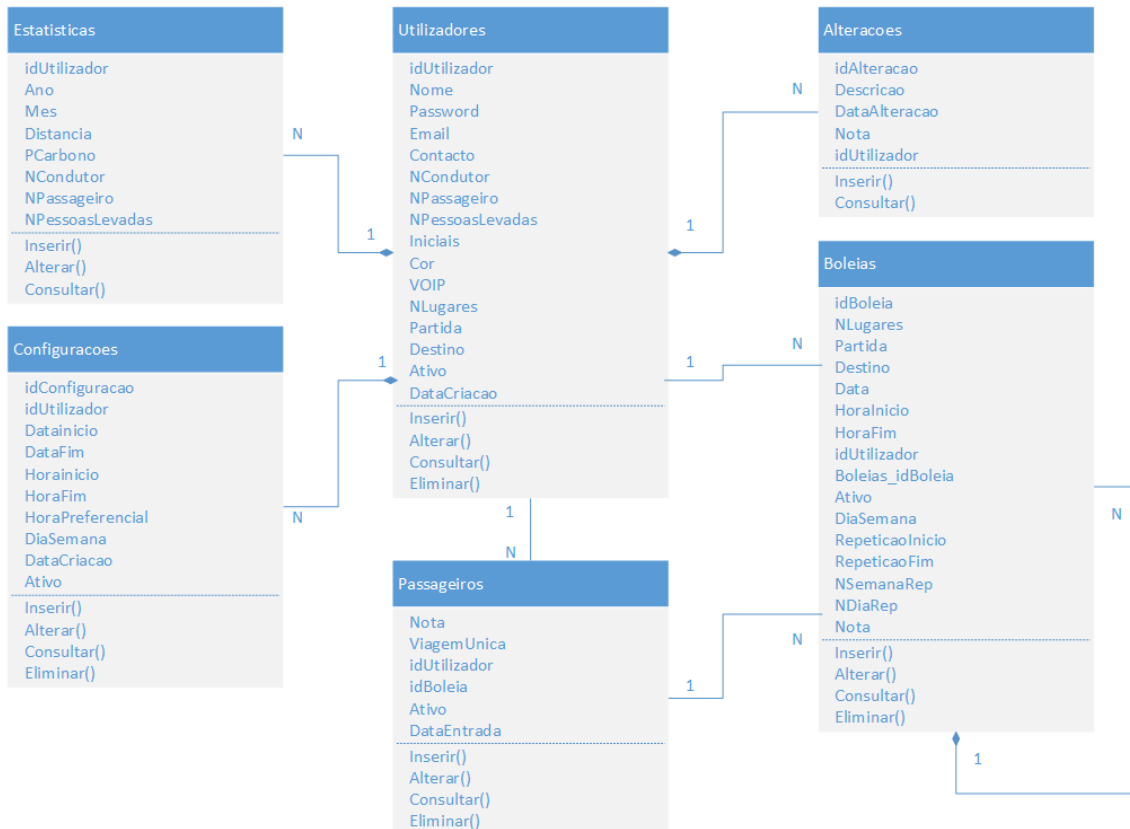 Estatisticas
idUtilizador
Ano
Mes
Distancia
PCarbono
NCondutor
NPassageiro
NPessoasLevadas
Inserir()
Alterar()
Consultar()
N
1
Configuracoes
idConfiguracao
idUtilizador
Datainicio
DataFim
Horainicio
HoraFim
HoraPreferencial
DiaSemana
DataCriacao
Ativo
Inserir()
Alterar()
Consultar()
Eliminar()
1
N
Utilizadores
idUtilizador
Nome
Password
Email
Contacto
NCondutor
NPassageiro
NPessoasLevadas
Iniciais
Cor
VOIP
NLugares
Partida
Destino
Ativo
DataCriacao
Inserir()
Alterar()
Consultar()
Eliminar()
1
N
Passageiros
Nota
ViagemUnica
idUtilizador
idBoleia
Ativo
DataEntrada
Inserir()
Alterar()
Consultar()
Eliminar()
N
1
Alteracoes
idAlteracao
Descricao
DataAlteracao
Nota
idUtilizador
Inserir()
Consultar()
N
1
Boleias
idBoleia
NLugares
Partida
Destino
Data
HoraInicio
HoraFim
idUtilizador
Boleias_idBoleia
Ativo
DiaSemana
RepeticaoInicio
RepeticaoFim
NSemanaRep
NDiaRep
Nota
Inserir()
Alterar()
Consultar()
Eliminar()
N
1
N
1